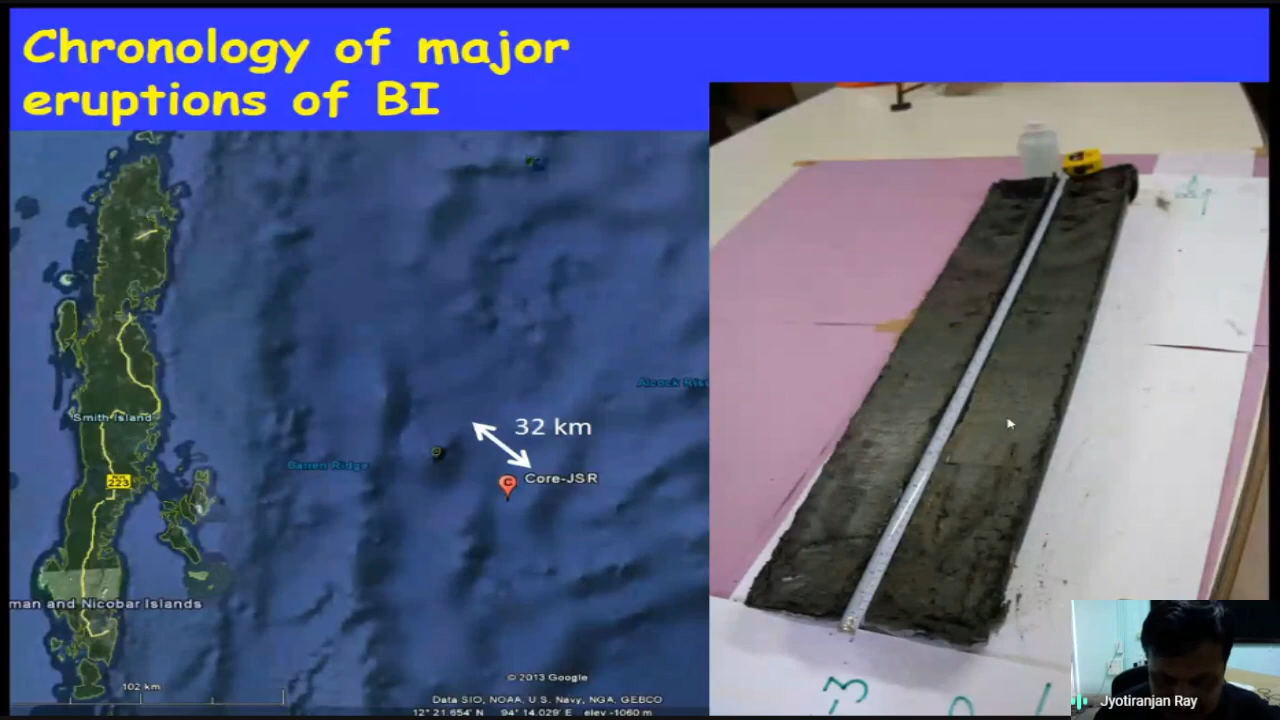 Chronology of major
eruptions of BI
Smith Island
223
man and Nicobar Islands
102 km
Barren Ridge
32 km
C
Core-JSR
© 2013 Google
Data SIO, NOAA, U.S. Navy, NGA, GEBCO
12° 21.654' N 94° 14.029' E elev -1060 m
Jyotiranjan Ray